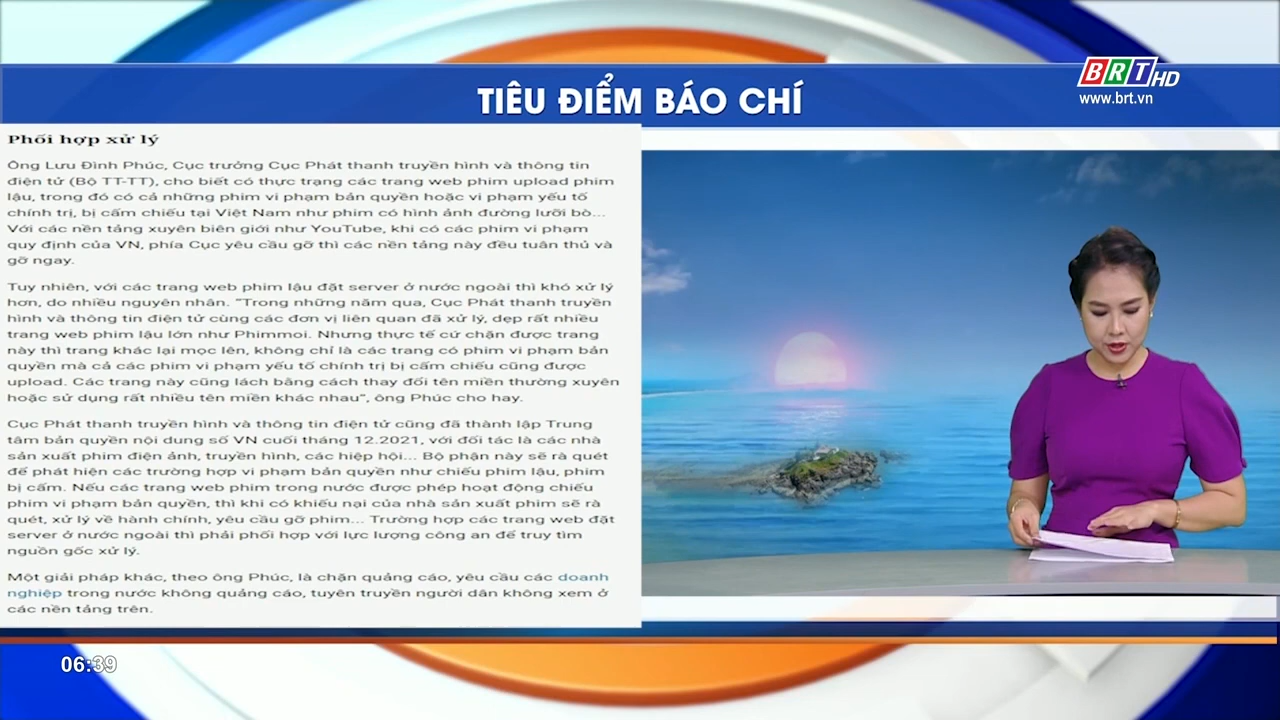 BRT HD
www.brt.vn
TIÊU ĐIỂM BÁO CHÍ
Phối hợp xử lý
Ông Lưu Đình Phúc, Cục trưởng Cục Phát thanh truyền hình và thông tin
điện tử (Bộ TT-TT), cho biết có thực trạng các trang web phim upload phim
lậu, trong đó có cả những phim vi phạm bản quyền hoặc vi phạm yếu tố
chính trị, bị cấm chiếu tại Việt Nam như phim có hình ảnh đường lưỡi bò...
Với các nền tảng xuyên biên giới như YouTube, khi có các phim vi phạm
quy định của VN, phía Cục yêu cầu gỡ thì các nền tảng này đều tuân thủ và
gỡ ngay.
Tuy nhiên, với các trang web phim lậu đặt server ở nước ngoài thì khó xử lý
hơn, do nhiều nguyên nhân. "Trong những năm qua, Cục Phát thanh truyền
hình và thông tin điện tử cùng các đơn vị liên quan đã xử lý, dẹp rất nhiều
trang web phim lậu lớn như Phimmoi. Nhưng thực tế cứ chặn được trang
này thì trang khác lại mọc lên, không chỉ là các trang có phim vi phạm bản
quyền mà cả các phim vi phạm yếu tố chính trị bị cấm chiếu cũng được
upload. Các trang này cũng lách bằng cách thay đổi tên miền thường xuyên
hoặc sử dụng rất nhiều tên miền khác nhau", ông Phúc cho hay.
Cục Phát thanh truyền hình và thông tin điện tử cũng đã thành lập Trung
tâm bản quyền nội dung số VN cuối tháng 12.2021, với đối tác là các nhà
sản xuất phim điện ảnh, truyền hình, các hiệp hội... Bộ phận này sẽ rà quét
để phát hiện các trường hợp vi phạm bản quyền như chiếu phim lậu, phim
bị cấm. Nếu các trang web phim trong nước được phép hoạt động chiếu
phim vi phạm bản quyền, thì khi có khiếu nại của nhà sản xuất phim sẽ rà
quét, xử lý về hành chính, yêu cầu gỡ phim... Trường hợp các trang web đặt
server ở nước ngoài thì phải phối hợp với lực lượng công an để truy tìm
nguồn gốc xử lý.
Một giải pháp khác, theo ông Phúc, là chặn quảng cáo, yêu cầu các doanh
nghiệp trong nước không quảng cáo, tuyên truyền người dân không xem ở
các nền tảng trên.
06:39